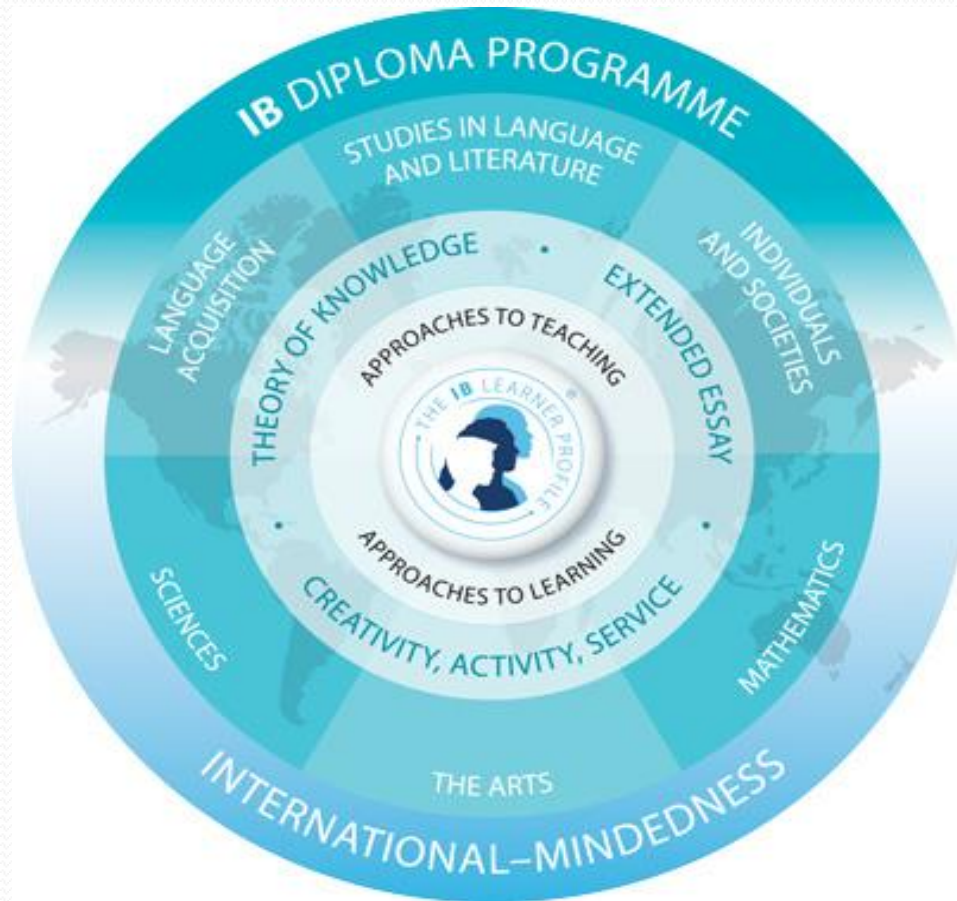 IB DIPLOMA PROGRAMME
STUDIES IN LANGUAGE
AND LITERATURE
LANGUAGE
ACQUISITION
INDIVIDUALS
AND SOCIETIES
THEORY OF KNOWLEDGE
•
EXTENDED ESSAY
APPROACHES TO TEACHING
• THE IB LEARNER PROFILE •
®
APPROACHES TO LEARNING
•
CREATIVITY, ACTIVITY, SERVICE
•
SCIENCES
MATHEMATICS
THE ARTS
INTERNATIONAL–MINDEDNESS